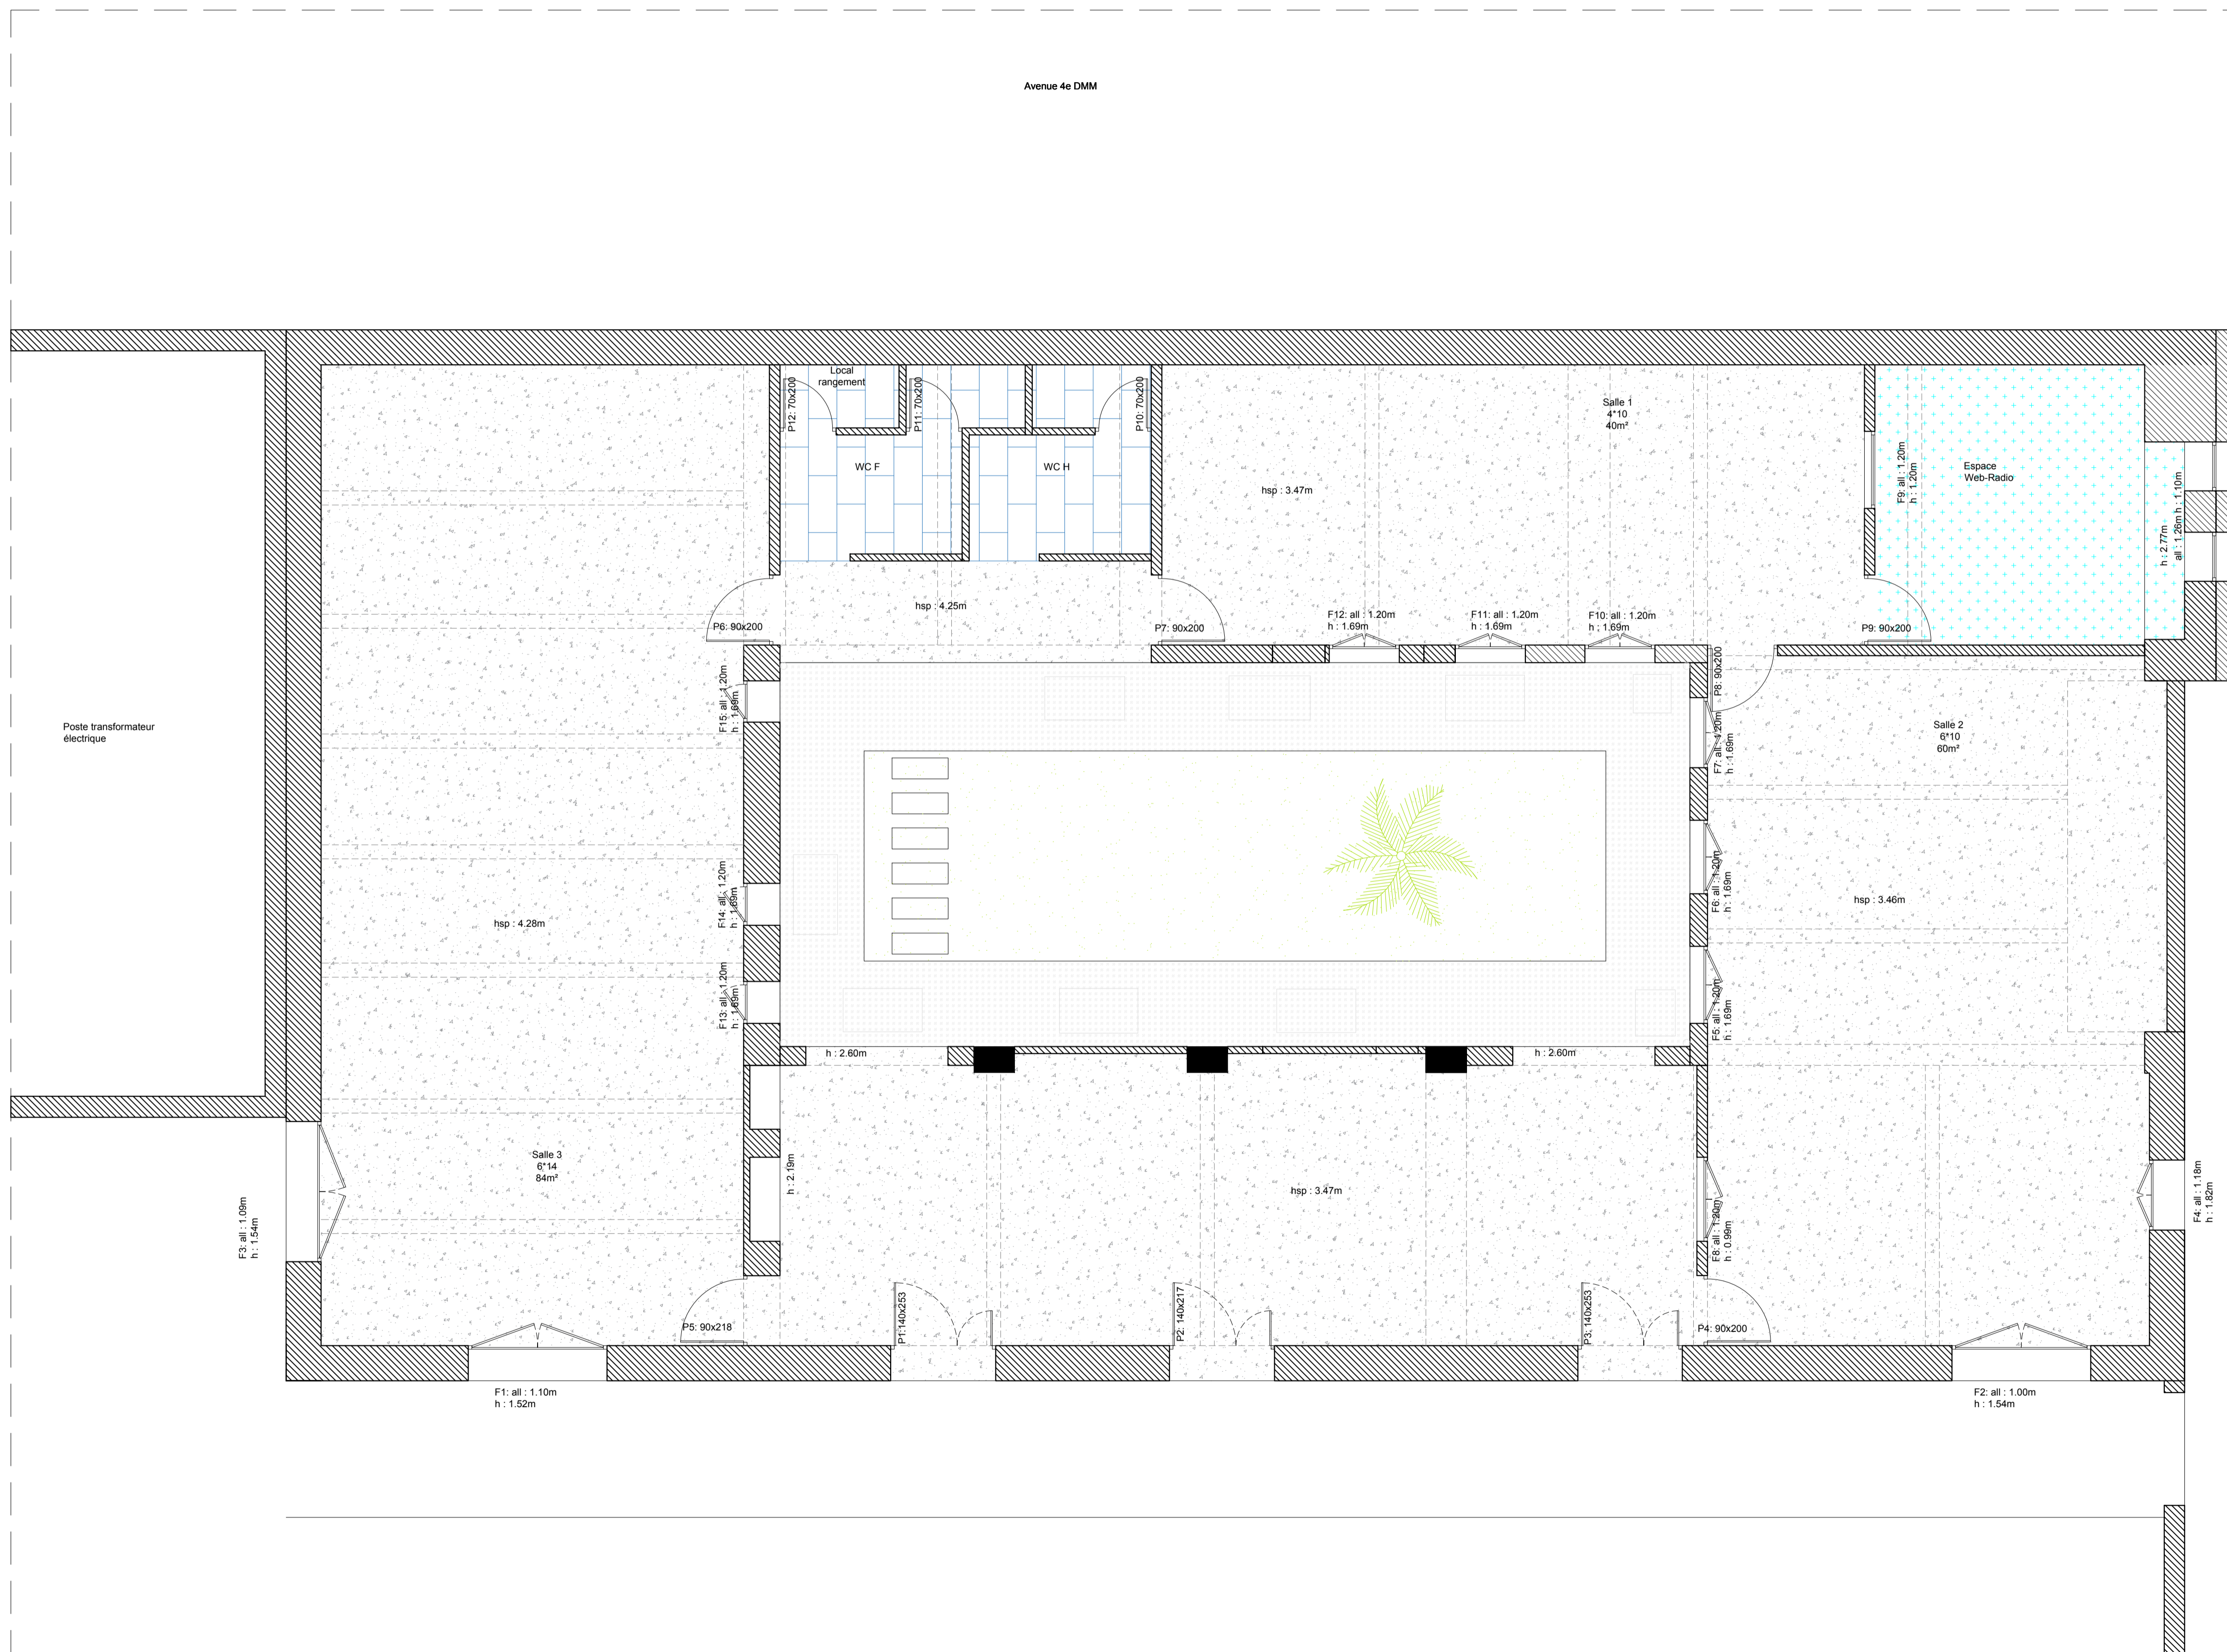 Avenue 4e DMM
Local
rangement
P12: 70x200
P11: 70x200
P10: 70x200
WC F
WC H
Salle 1
4*10
40m²
hsp : 3.47m
F9: all : 1.20m
h : 1.20m
Espace
Web-Radio
h : 2.77m
all : 1.26m h : 1.10m
hsp : 4.25m
P6: 90x200
P7: 90x200
F12: all : 1.20m
h : 1.69m
F11: all : 1.20m
h : 1.69m
F10: all : 1.20m
h : 1.69m
P9: 90x200
P8: 90x200
F15: all : 1.20m
h : 1.69m
F7: all : 1.20m
h : 1.69m
Poste transformateur
électrique
Salle 2
6*10
60m²
F14: all : 1.20m
h : 1.69m
F6: all : 1.20m
h : 1.69m
hsp : 4.28m
hsp : 3.46m
F13: all : 1.20m
h : 1.69m
F5: all : 1.20m
h : 1.69m
h : 2.60m
h : 2.60m
Salle 3
6*14
84m²
h : 2.19m
hsp : 3.47m
F3: all : 1.09m
h : 1.54m
F8: all : 1.20m
h : 0.99m
F4: all : 1.18m
h : 1.82m
P5: 90x218
P1:140x253
P2: 140x217
P3: 140x253
P4: 90x200
F1: all : 1.10m
h : 1.52m
F2: all : 1.00m
h : 1.54m